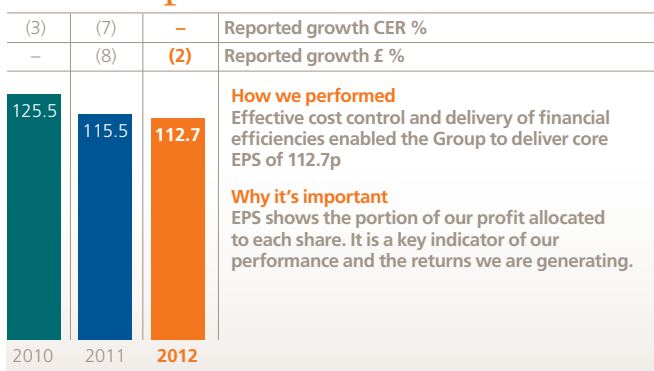 (3) (7) – Reported growth CER %
– (8) (2) Reported growth £ %
125.5
115.5
112.7
How we performed
Effective cost control and delivery of financial
efficiencies enabled the Group to deliver core
EPS of 112.7p
Why it's important
EPS shows the portion of our profit allocated
to each share. It is a key indicator of our
performance and the returns we are generating.
2010 2011 2012